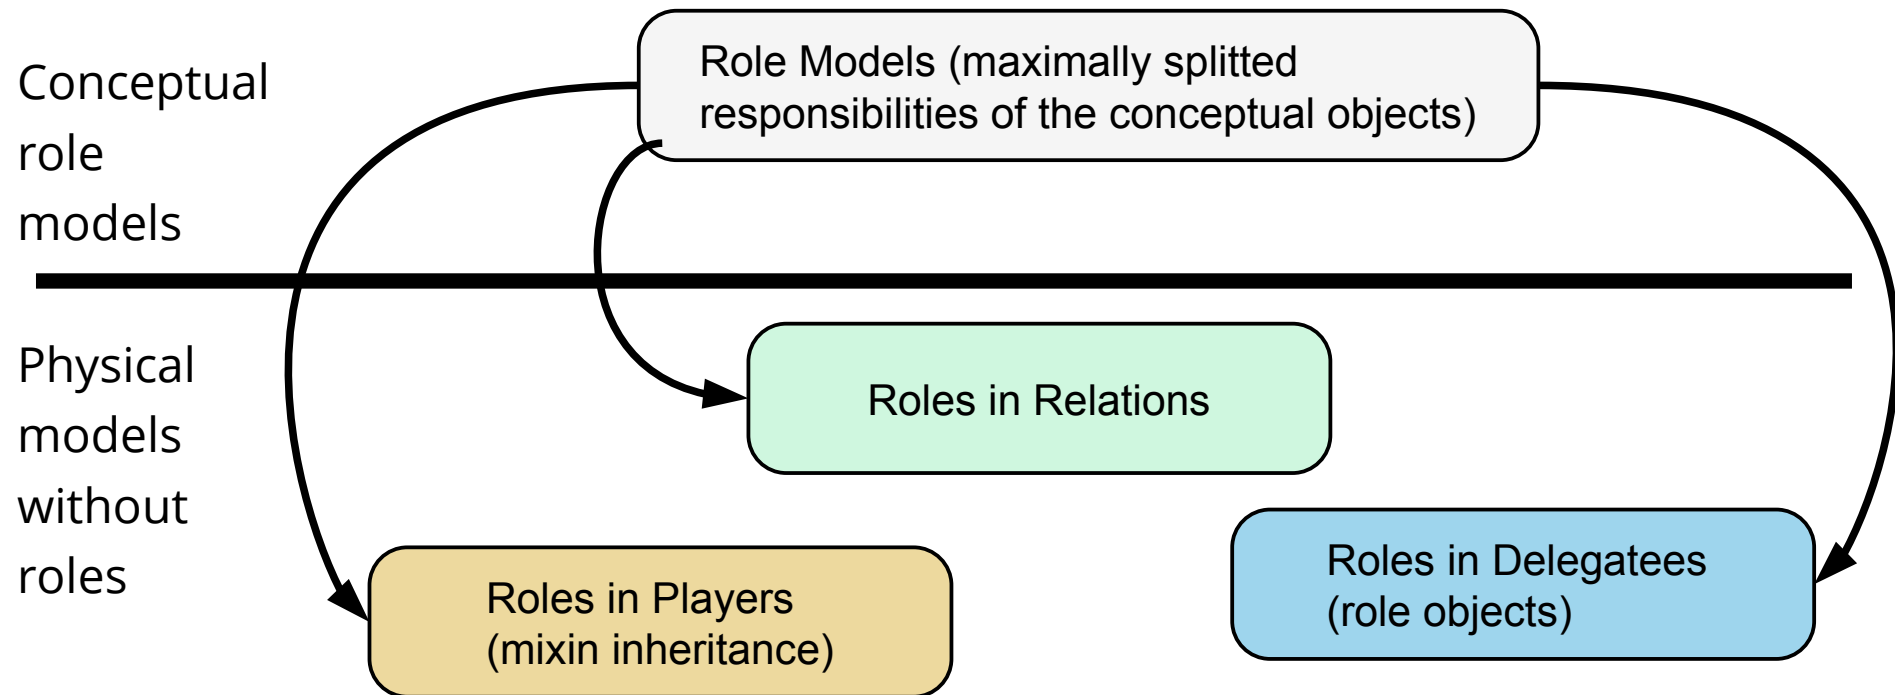 Conceptual
role
models
Role Models (maximally splitted
responsibilities of the conceptual objects)
Physical
models
without
roles
Roles in Relations
Roles in Players
(mixin inheritance)
Roles in Delegatees
(role objects)